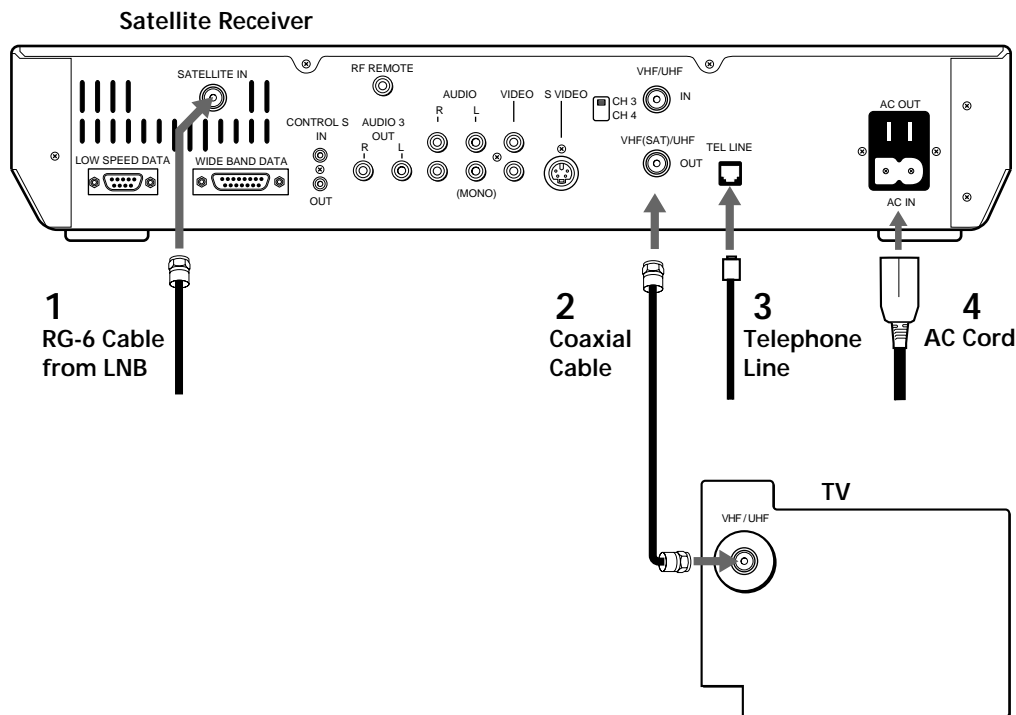 Satellite Receiver
SATELLITE IN
RF REMOTE
VHF/UHF
IN
AUDIO
R
L
VIDEO
S VIDEO
CH 3
CH 4
AC OUT
CONTROL S
IN
OUT
AUDIO 3
OUT
R
L
(MONO)
VHF(SAT)/UHF
OUT
TEL LINE
LOW SPEED DATA
WIDE BAND DATA
AC IN
1
RG-6 Cable
from LNB
2
Coaxial
Cable
3
Telephone
Line
4
AC Cord
TV
VHF / UHF